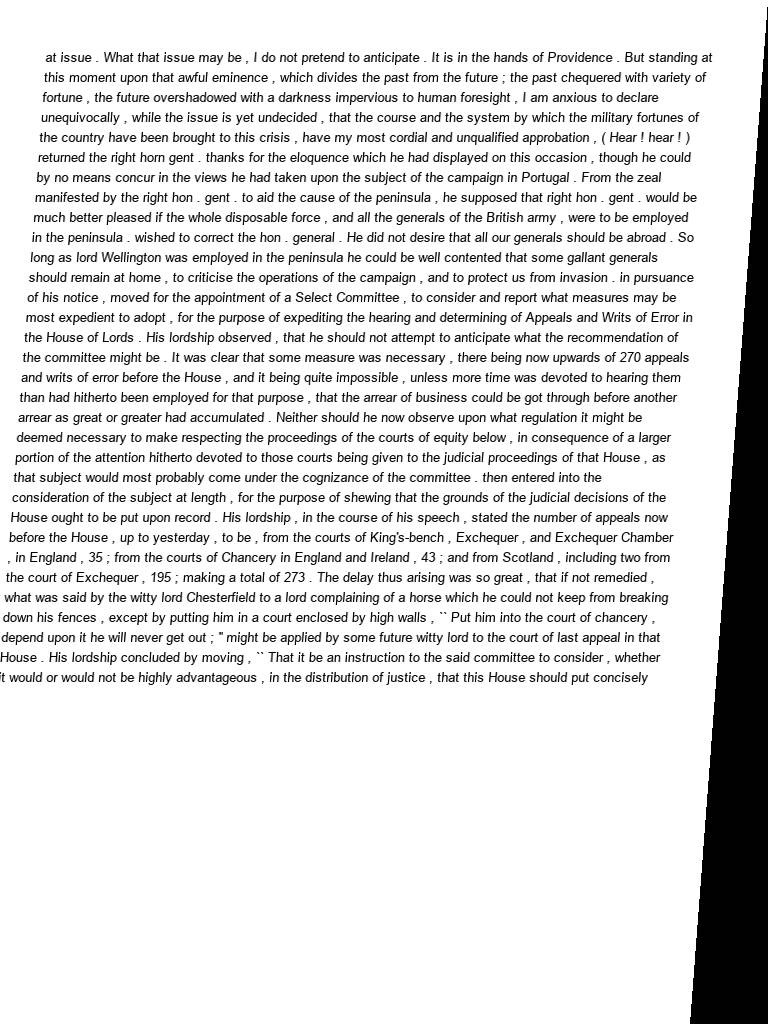 at issue . What that issue may be , I do not pretend to anticipate . It is in the hands of Providence . But standing at
this moment upon that awful eminence , which divides the past from the future ; the past chequered with variety of
fortune , the future overshadowed with a darkness impervious to human foresight , I am anxious to declare
unequivocally , while the issue is yet undecided , that the course and the system by which the military fortunes of
the country have been brought to this crisis , have my most cordial and unqualified approbation , ( Hear ! hear ! )
returned the right horn gent . thanks for the eloquence which he had displayed on this occasion , though he could
by no means concur in the views he had taken upon the subject of the campaign in Portugal . From the zeal
manifested by the right hon . gent . to aid the cause of the peninsula , he supposed that right hon . gent . would be
much better pleased if the whole disposable force , and all the generals of the British army , were to be employed
in the peninsula . wished to correct the hon . general . He did not desire that all our generals should be abroad . So
long as lord Wellington was employed in the peninsula he could be well contented that some gallant generals
should remain at home , to criticise the operations of the campaign , and to protect us from invasion . in pursuance
of his notice , moved for the appointment of a Select Committee , to consider and report what measures may be
most expedient to adopt , for the purpose of expediting the hearing and determining of Appeals and Writs of Error in
the House of Lords . His lordship observed , that he should not attempt to anticipate what the recommendation of
the committee might be . It was clear that some measure was necessary , there being now upwards of 270 appeals
and writs of error before the House , and it being quite impossible , unless more time was devoted to hearing them
than had hitherto been employed for that purpose , that the arrear of business could be got through before another
arrear as great or greater had accumulated . Neither should he now observe upon what regulation it might be
deemed necessary to make respecting the proceedings of the courts of equity below , in consequence of a larger
portion of the attention hitherto devoted to those courts being given to the judicial proceedings of that House , as
that subject would most probably come under the cognizance of the committee . then entered into the
consideration of the subject at length , for the purpose of shewing that the grounds of the judicial decisions of the
House ought to be put upon record . His lordship , in the course of his speech , stated the number of appeals now
before the House , up to yesterday , to be , from the courts of King's-bench , Exchequer , and Exchequer Chamber
, in England , 35 ; from the courts of Chancery in England and Ireland , 43 ; and from Scotland , including two from
the court of Exchequer , 195 ; making a total of 273 . The delay thus arising was so great , that if not remedied ,
what was said by the witty lord Chesterfield to a lord complaining of a horse which he could not keep from breaking
down his fences , except by putting him in a court enclosed by high walls , `` Put him into the court of chancery ,
depend upon it he will never get out ; '' might be applied by some future witty lord to the court of last appeal in that
House . His lordship concluded by moving , `` That it be an instruction to the said committee to consider , whether
it would or would not be highly advantageous , in the distribution of justice , that this House should put concisely